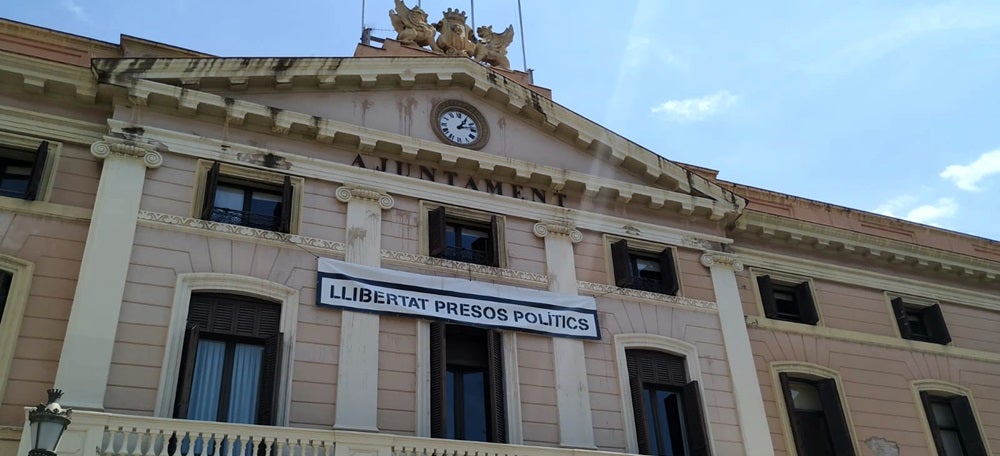 AJUNTAMENT
LLIBERTAT PRESOS POLÍTICS